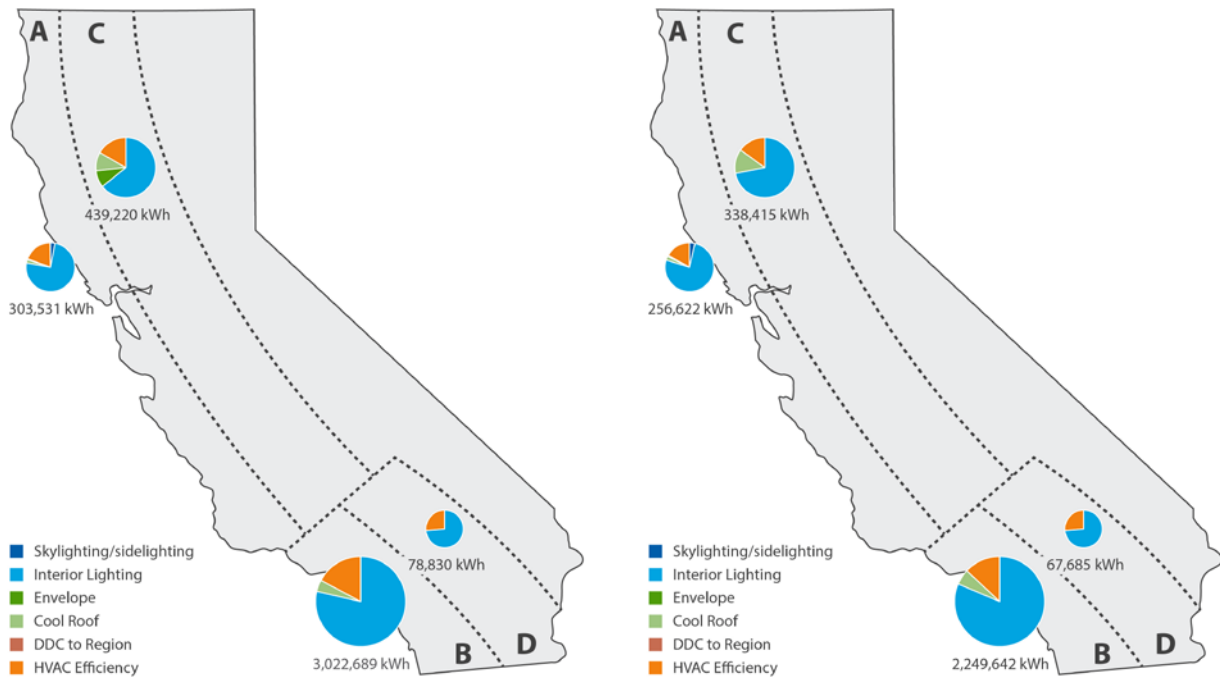 A C
439,220 kWh
303,531 kWh
78,830 kWh
3,022,689 kWh
B D
Skylighting/sidelighting
Interior Lighting
Envelope
Cool Roof
DDC to Region
HVAC Efficiency
A C
338,415 kWh
256,622 kWh
67,685 kWh
2,249,642 kWh
B D
Skylighting/sidelighting
Interior Lighting
Envelope
Cool Roof
DDC to Region
HVAC Efficiency